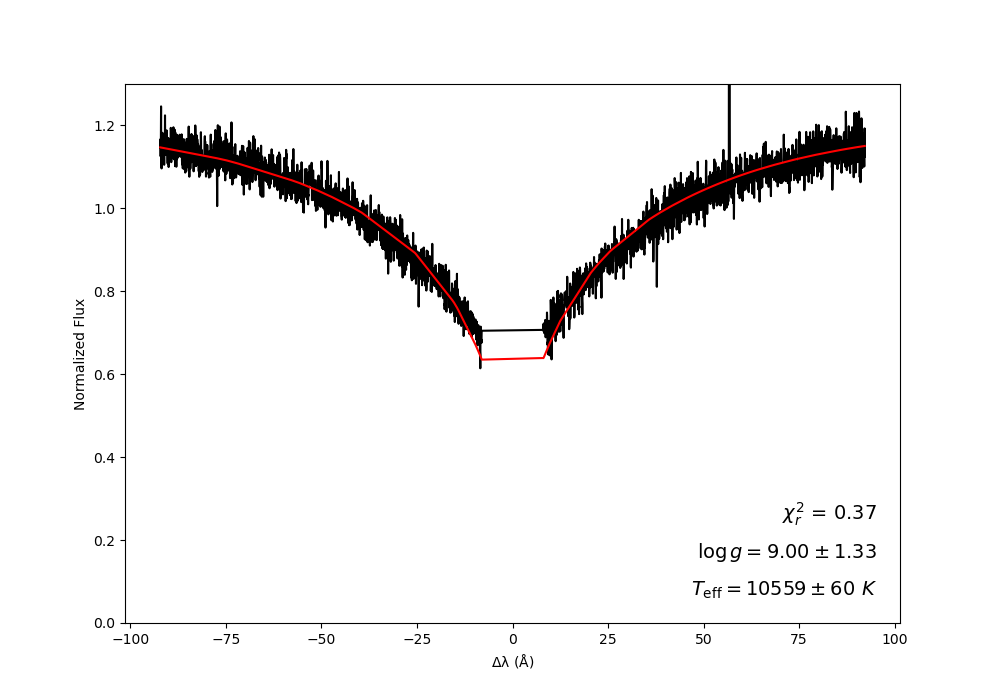 1.2
1.0
0.8
0.6
0.4
0.2
0.0
Normalized Flux
χ²ᵣ = 0.37
log g = 9.00 ± 1.33
T_eff = 10559 ± 60 K
−100 −75 −50 −25 0 25 50 75 100
Δλ (Å)